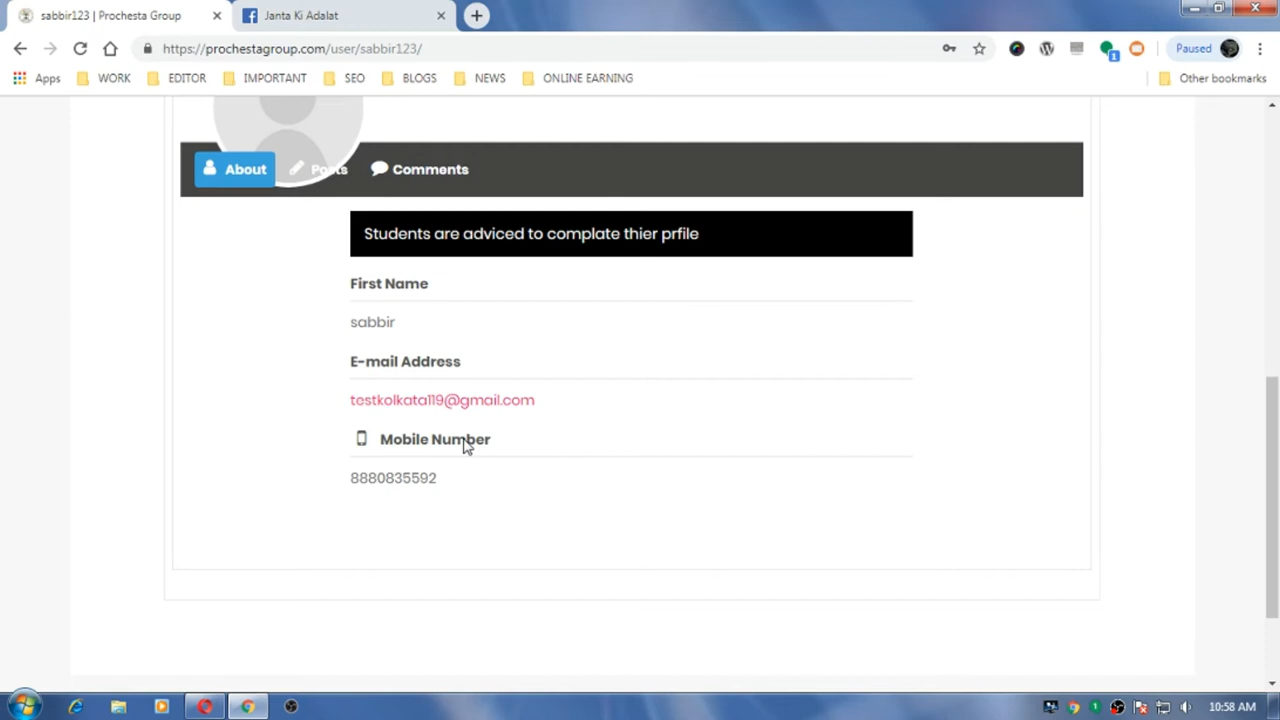 sabbir123 | Prochesta Group
Janta Ki Adalat
https://prochestagroup.com/user/sabbir123/
1
Paused
Apps WORK EDITOR IMPORTANT SEO BLOGS NEWS ONLINE EARNING Other bookmarks
About Posts Comments
Students are adviced to complate thier prfile
First Name
sabbir
E-mail Address
testkolkata119@gmail.com
Mobile Number
8880835592
10:58 AM